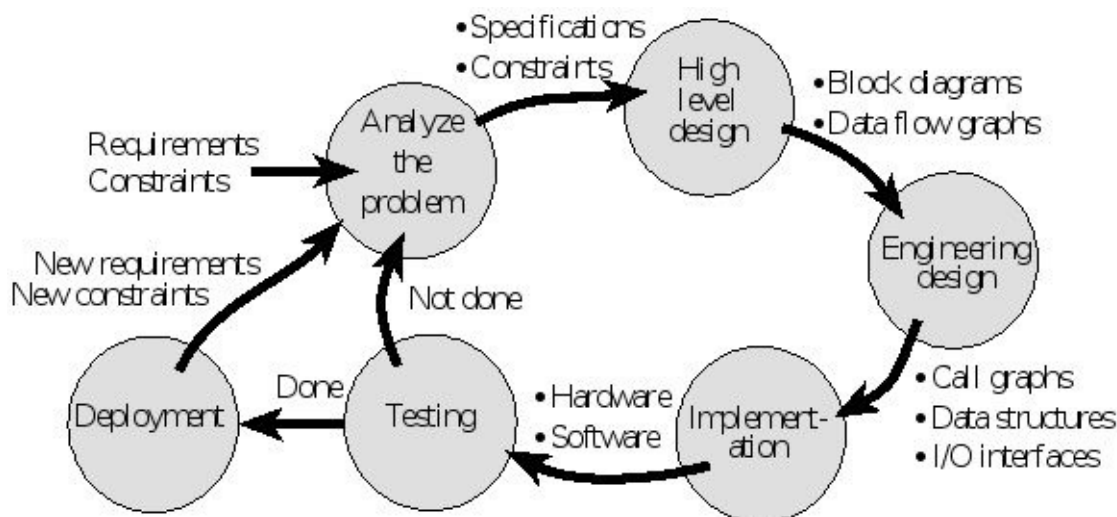 Requirements
Constraints
Analyze
the
problem
• Specifications
• Constraints
High
level
design
• Block diagrams
• Data flow graphs
Engineering
design
• Call graphs
• Data structures
• I/O interfaces
Implement-
ation
• Hardware
• Software
Testing
Not done
Done
Deployment
New requirements
New constraints